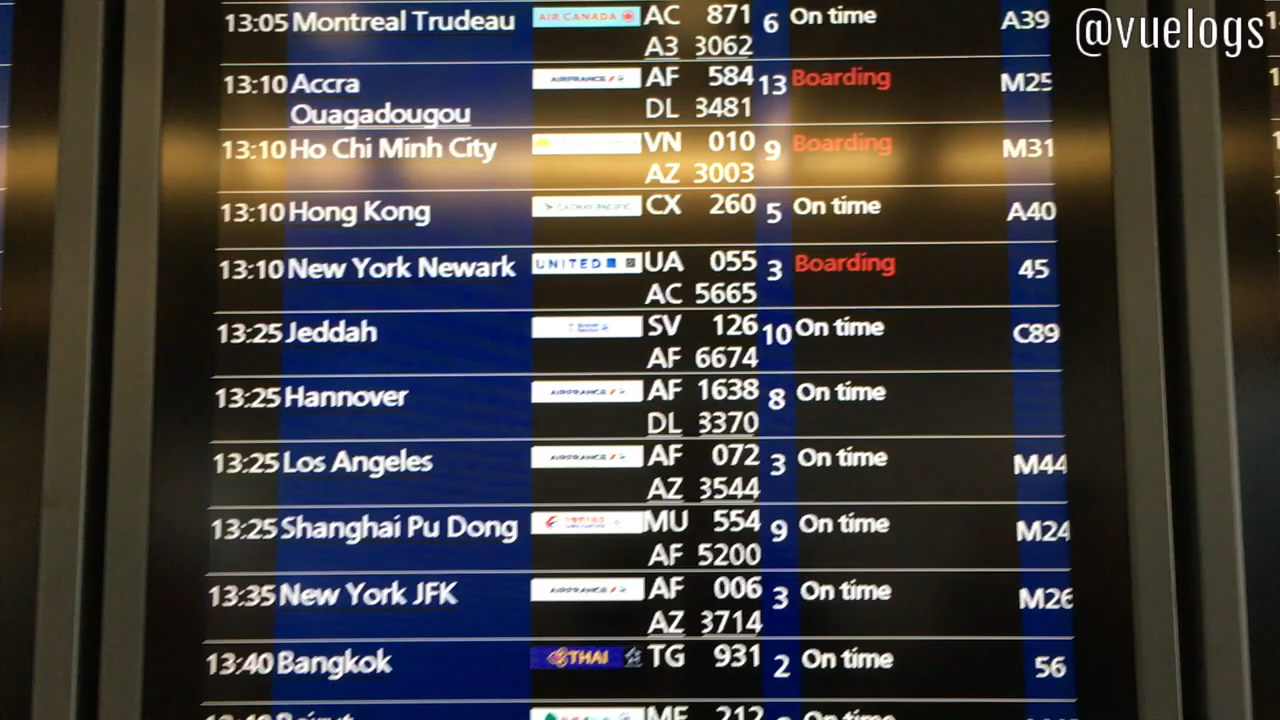 @vuelogs
13:05 Montreal Trudeau AIR CANADA AC 871 6 On time A39
A3 3062
13:10 Accra AIRFRANCE AF 584 13 Boarding M25
Ouagadougou DL 3481
13:10 Ho Chi Minh City VN 010 9 Boarding M31
AZ 3003
13:10 Hong Kong CATHAY PACIFIC CX 260 5 On time A40
13:10 New York Newark UNITED UA 055 3 Boarding 45
AC 5665
13:25 Jeddah SV 126 10 On time C89
AF 6674
13:25 Hannover AIRFRANCE AF 1638 8 On time
DL 3370
13:25 Los Angeles AIRFRANCE AF 072 3 On time M44
AZ 3544
13:25 Shanghai Pu Dong MU 554 9 On time M24
AF 5200
13:35 New York JFK AIRFRANCE AF 006 3 On time M26
AZ 3714
13:40 Bangkok THAI TG 931 2 On time 56
Beirut ME 212 On time